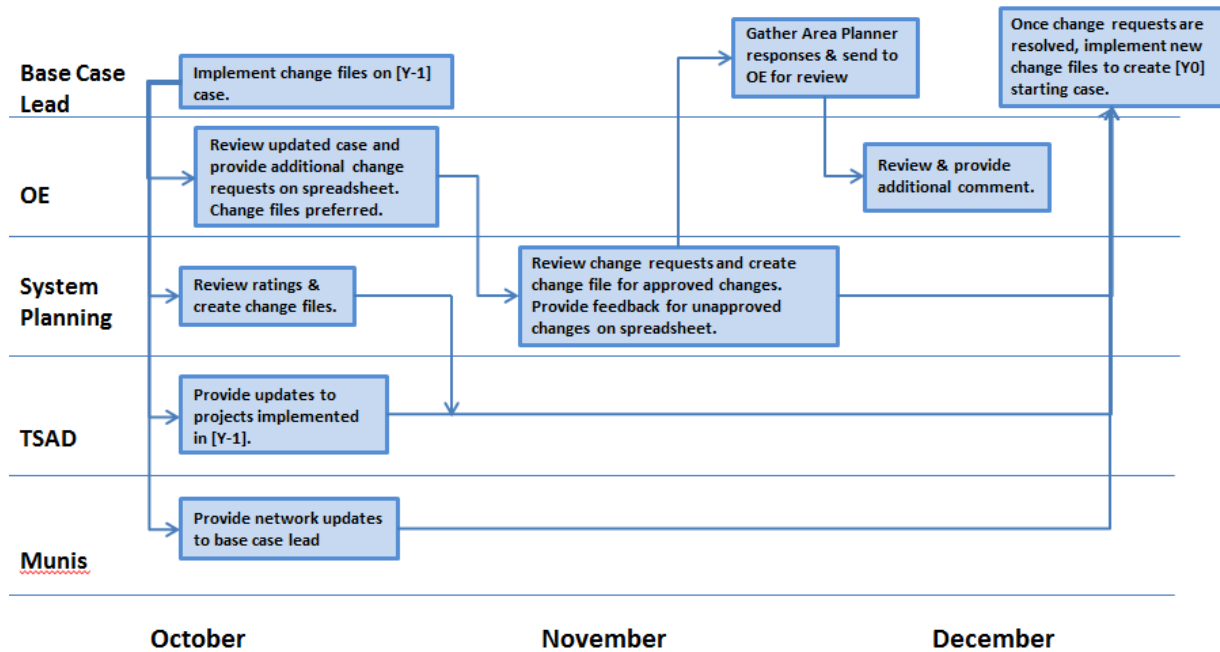 Base Case
Lead
Implement change files on [Y-1]
case.
Gather Area Planner
responses & send to
OE for review
Once change requests are
resolved, implement new
change files to create [Y0]
starting case.
OE
Review updated case and
provide additional change
requests on spreadsheet.
Change files preferred.
Review & provide
additional comment.
System
Planning
Review ratings &
create change files.
Review change requests and create
change file for approved changes.
Provide feedback for unapproved
changes on spreadsheet.
TSAD
Provide updates to
projects implemented
in [Y-1].
Munis
Provide network updates
to base case lead
October
November
December